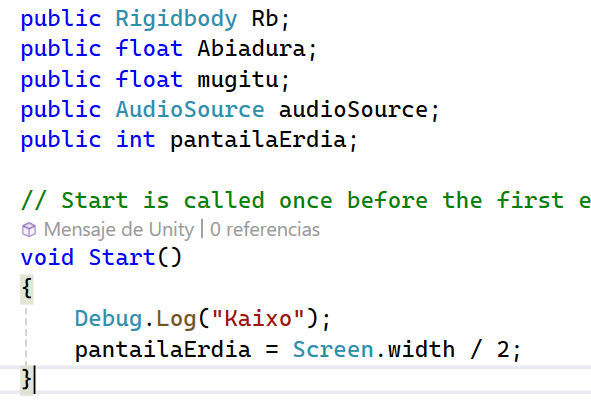 public Rigidbody Rb;
public float Abiadura;
public float mugitu;
public AudioSource audioSource;
public int pantailaErdia;
// Start is called once before the first e
Mensaje de Unity | 0 referencias
void Start()
{
Debug.Log("Kaixo");
pantailaErdia = Screen.width / 2;
}